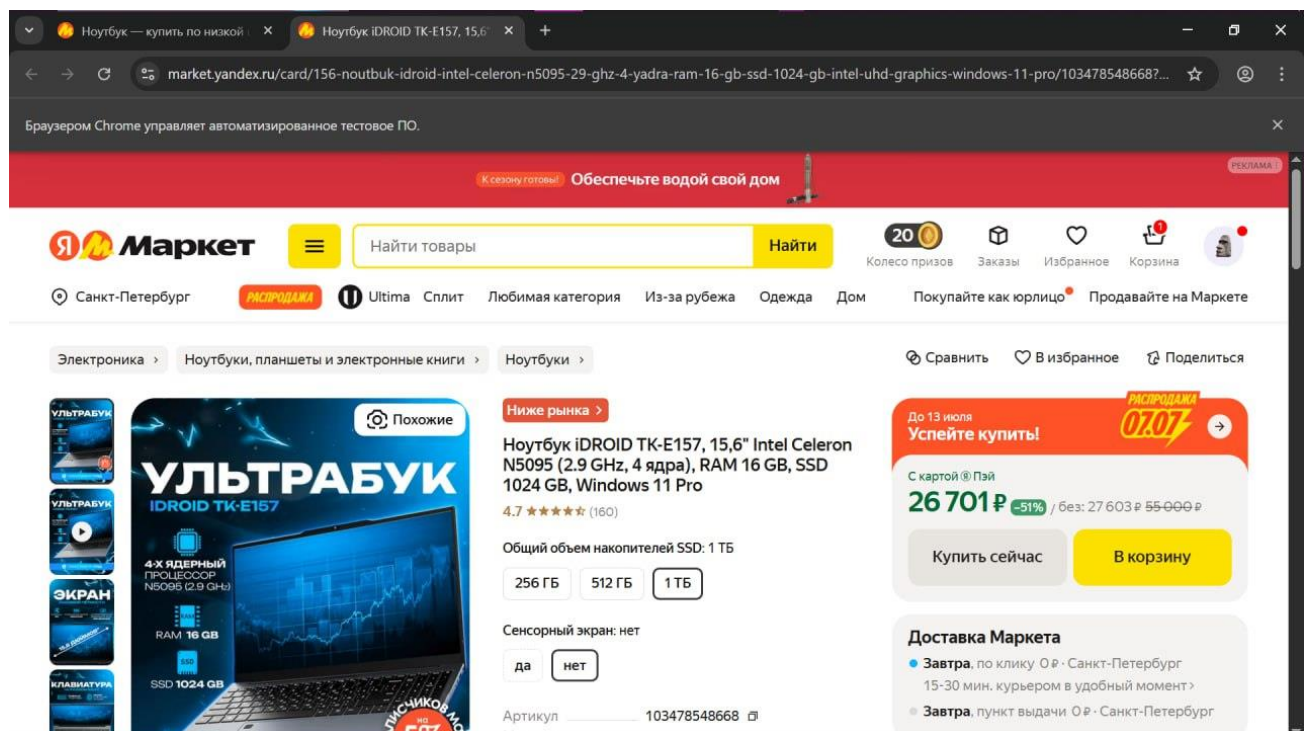 Ноутбук — купить по низкой
Ноутбук iDROID TK-E157, 15,6"
market.yandex.ru/card/156-noutbuk-idroid-intel-celeron-n5095-29-ghz-4-yadra-ram-16-gb-ssd-1024-gb-intel-uhd-graphics-windows-11-pro/103478548668?...
Браузером Chrome управляет автоматизированное тестовое ПО.
К сезону готовы! Обеспечьте водой свой дом
РЕКЛАМА
Я Маркет
Найти товары
Найти
20
Колесо призов
Заказы
Избранное
1
Корзина
Санкт-Петербург
РАСПРОДАЖА
Ultima
Сплит
Любимая категория
Из-за рубежа
Одежда
Дом
Покупайте как юрлицо
Продавайте на Маркете
Электроника
Ноутбуки, планшеты и электронные книги
Ноутбуки
Сравнить
В избранное
Поделиться
УЛЬТРАБУК
УЛЬТРАБУК
ЭКРАН
КЛАВИАТУРА
Похожие
УЛЬТРАБУК
IDROID TK-E157
4-Х ЯДЕРНЫЙ
ПРОЦЕССОР
N5095 (2.9 GHz)
RAM
RAM 16 GB
SSD
SSD 1024 GB
Ниже рынка
Ноутбук iDROID TK-E157, 15,6" Intel Celeron
N5095 (2.9 GHz, 4 ядра), RAM 16 GB, SSD
1024 GB, Windows 11 Pro
4.7 (160)
Общий объем накопителей SSD: 1 ТБ
256 ГБ
512 ГБ
1 ТБ
Сенсорный экран: нет
да
нет
Артикул 103478548668
До 13 июля
Успейте купить!
РАСПРОДАЖА
07.07
С картой Я Пэй
26 701 ₽ -51% / без: 27 603 ₽ 55 000 ₽
Купить сейчас
В корзину
Доставка Маркета
Завтра, по клику 0 ₽ · Санкт-Петербург
15-30 мин. курьером в удобный момент
Завтра, пункт выдачи 0 ₽ · Санкт-Петербург